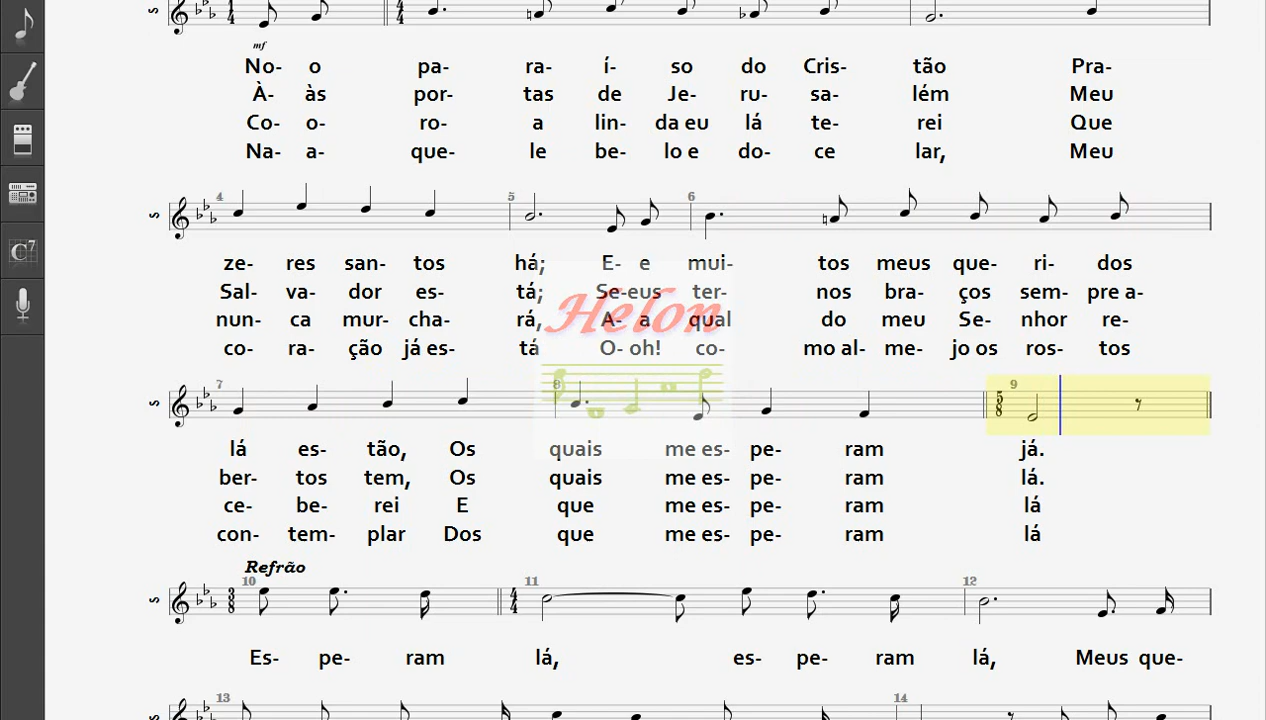 mf
No- o pa- ra- í- so do Cris- tão Pra-
À- às por- tas de Je- ru- sa- lém Meu
Co- o- ro- a lin- da eu lá te- rei Que
Na- a- que- le be- lo e do- ce lar, Meu
4 5 6
S
ze- res san- tos há; E- e mui- tos meus que- ri- dos
Sal- va- dor es- tá; Se-eus ter- nos bra- ços sem- pre a-
nun- ca mur- cha- rá, A- a qual do meu Se- nhor re-
co- ra- ção já es- tá O- oh! co- mo al- me- jo os ros- tos
Helon
7 8 9
S 5 8
lá es- tão, Os quais me es- pe- ram já.
ber- tos tem, Os quais me es- pe- ram lá.
ce- be- rei E que me es- pe- ram lá
con- tem- plar Dos que me es- pe- ram lá
Refrão
10 11 12
S 3 8 4 4
Es- pe- ram lá, es- pe- ram lá, Meus que-
13 14
C7